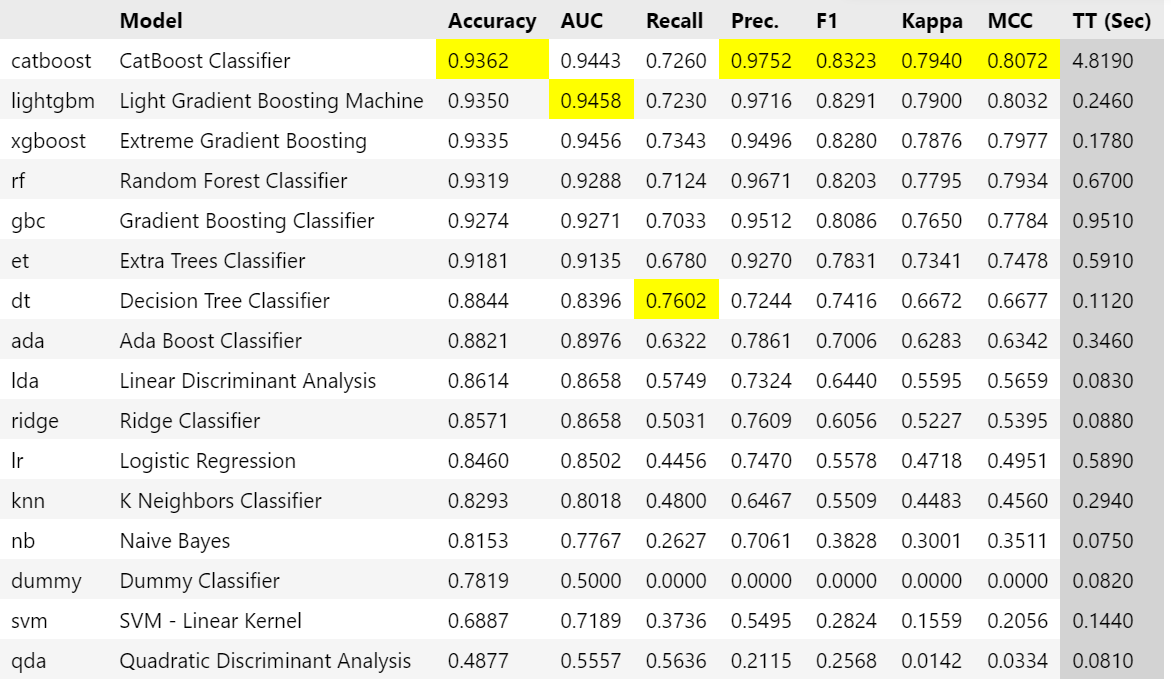 Model Accuracy AUC Recall Prec. F1 Kappa MCC TT (Sec)
catboost CatBoost Classifier 0.9362 0.9443 0.7260 0.9752 0.8323 0.7940 0.8072 4.8190
lightgbm Light Gradient Boosting Machine 0.9350 0.9458 0.7230 0.9716 0.8291 0.7900 0.8032 0.2460
xgboost Extreme Gradient Boosting 0.9335 0.9456 0.7343 0.9496 0.8280 0.7876 0.7977 0.1780
rf Random Forest Classifier 0.9319 0.9288 0.7124 0.9671 0.8203 0.7795 0.7934 0.6700
gbc Gradient Boosting Classifier 0.9274 0.9271 0.7033 0.9512 0.8086 0.7650 0.7784 0.9510
et Extra Trees Classifier 0.9181 0.9135 0.6780 0.9270 0.7831 0.7341 0.7478 0.5910
dt Decision Tree Classifier 0.8844 0.8396 0.7602 0.7244 0.7416 0.6672 0.6677 0.1120
ada Ada Boost Classifier 0.8821 0.8976 0.6322 0.7861 0.7006 0.6283 0.6342 0.3460
lda Linear Discriminant Analysis 0.8614 0.8658 0.5749 0.7324 0.6440 0.5595 0.5659 0.0830
ridge Ridge Classifier 0.8571 0.8658 0.5031 0.7609 0.6056 0.5227 0.5395 0.0880
lr Logistic Regression 0.8460 0.8502 0.4456 0.7470 0.5578 0.4718 0.4951 0.5890
knn K Neighbors Classifier 0.8293 0.8018 0.4800 0.6467 0.5509 0.4483 0.4560 0.2940
nb Naive Bayes 0.8153 0.7767 0.2627 0.7061 0.3828 0.3001 0.3511 0.0750
dummy Dummy Classifier 0.7819 0.5000 0.0000 0.0000 0.0000 0.0000 0.0000 0.0820
svm SVM - Linear Kernel 0.6887 0.7189 0.3736 0.5495 0.2824 0.1559 0.2056 0.1440
qda Quadratic Discriminant Analysis 0.4877 0.5557 0.5636 0.2115 0.2568 0.0142 0.0334 0.0810